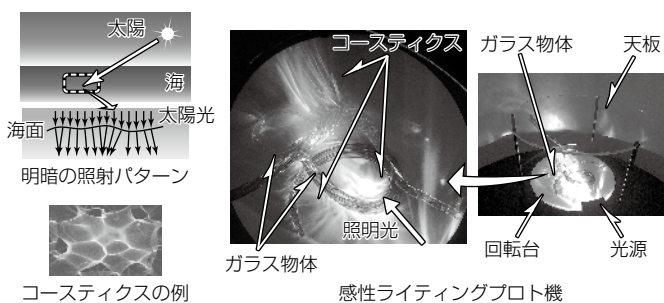 太陽
海
太陽光
海面
明暗の照射パターン
コースティクスの例
コースティクス
照明光
ガラス物体
ガラス物体
天板
回転台
光源
感性ライティングプロト機